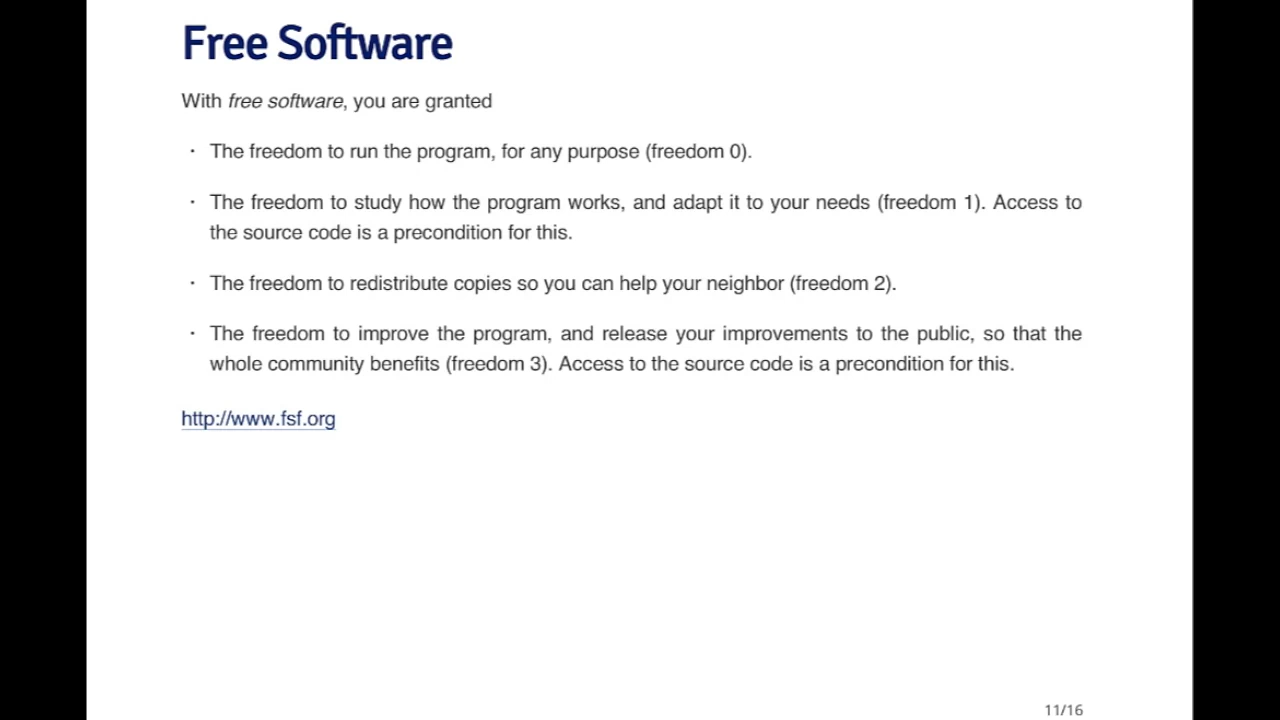 Free Software
With free software, you are granted
· The freedom to run the program, for any purpose (freedom 0).
· The freedom to study how the program works, and adapt it to your needs (freedom 1). Access to
the source code is a precondition for this.
· The freedom to redistribute copies so you can help your neighbor (freedom 2).
· The freedom to improve the program, and release your improvements to the public, so that the
whole community benefits (freedom 3). Access to the source code is a precondition for this.
http://www.fsf.org
11/16